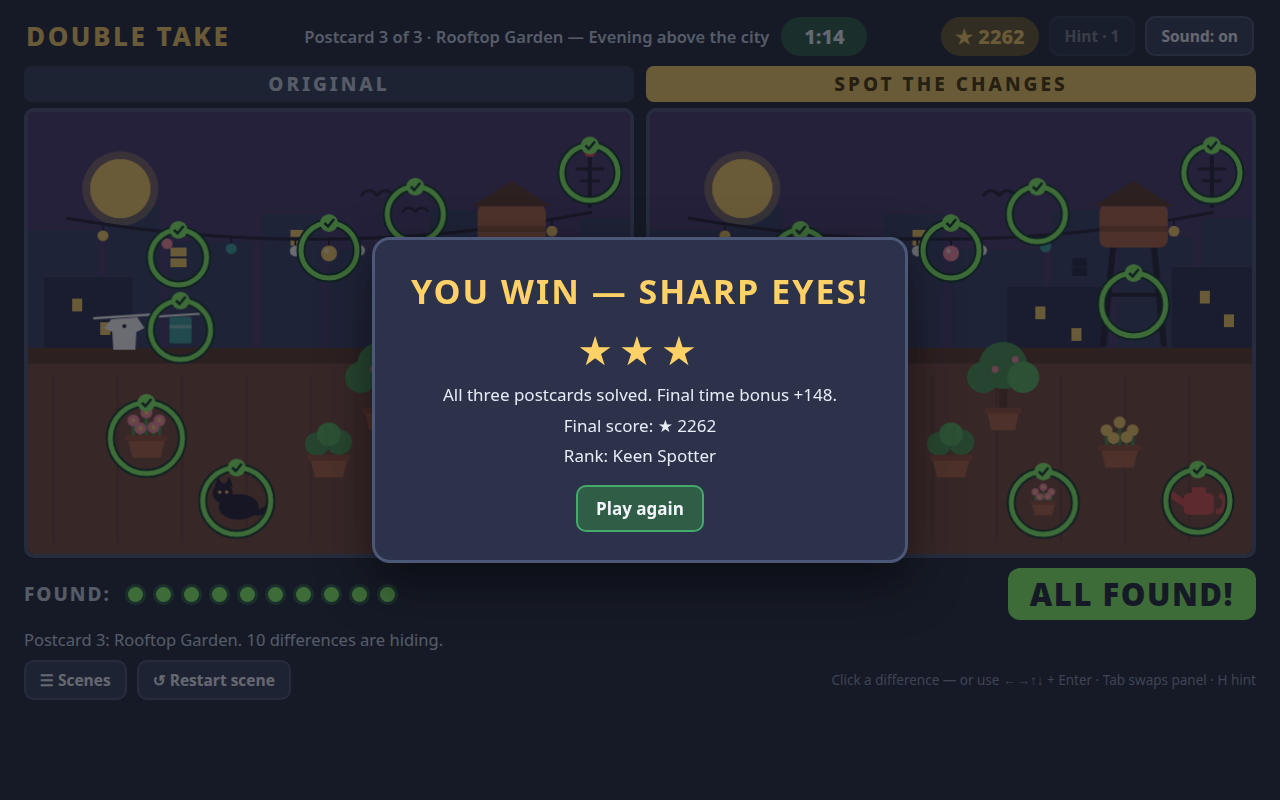 DOUBLE TAKE
Postcard 3 of 3 · Rooftop Garden — Evening above the city
1:14
★ 2262
Hint · 1
Sound: on
ORIGINAL
SPOT THE CHANGES
YOU WIN — SHARP EYES!
★ ★ ★
All three postcards solved. Final time bonus +148.
Final score: ★ 2262
Rank: Keen Spotter
Play again
FOUND:
ALL FOUND!
Postcard 3: Rooftop Garden. 10 differences are hiding.
☰ Scenes
↺ Restart scene
Click a difference — or use ←→↑↓ + Enter · Tab swaps panel · H hint